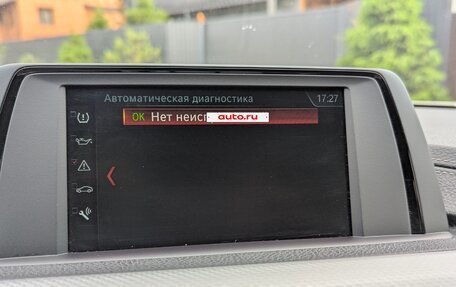 Автоматическая диагностика 17:27
OK Нет неисп auto.ru